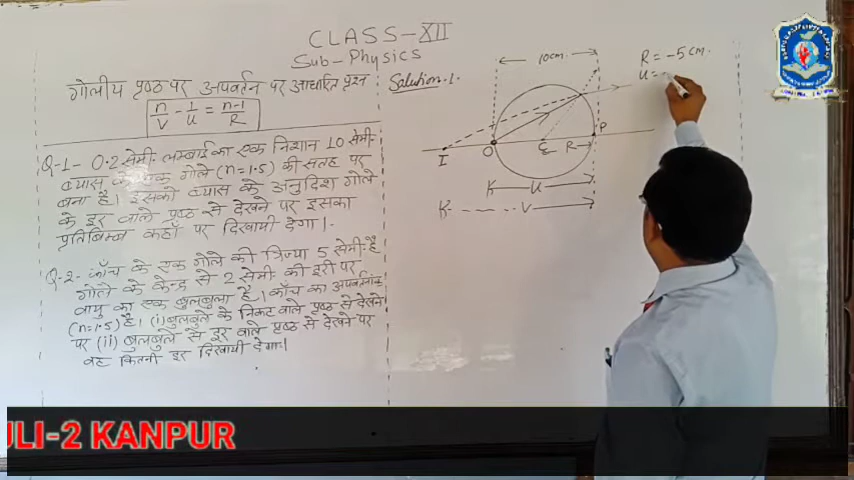 CLASS-XII
Sub-Physics
गोलीय पृष्ठ पर अपवर्तन पर आधारित प्रश्न
n/V - 1/u = n-1/R
Q-1- 0.2 सेमी. लम्बाई का एक निशान 10 सेमी.
व्यास के एक गोले (n=1.5) की सतह पर
बना है। इसको व्यास के अनुदिश गोले
के दूर वाले पृष्ठ से देखने पर इसका
प्रतिबिम्ब कहाँ पर दिखायी देगा।
Q-2- काँच के एक गोले की त्रिज्या 5 सेमी. है
गोले के केन्द्र से 2 सेमी की दूरी पर
वायु का एक बुलबुला है। काँच का अपवर्तनांक
(n=1.5) है। (i) बुलबुले के निकट वाले पृष्ठ से देखने
पर (ii) बुलबुले से दूर वाले पृष्ठ से देखने पर
वह कितनी दूर दिखायी देगा।
Solution-1.
10cm.
I O C R P
u
V
R = -5 cm.
u = -
ULI-2 KANPUR